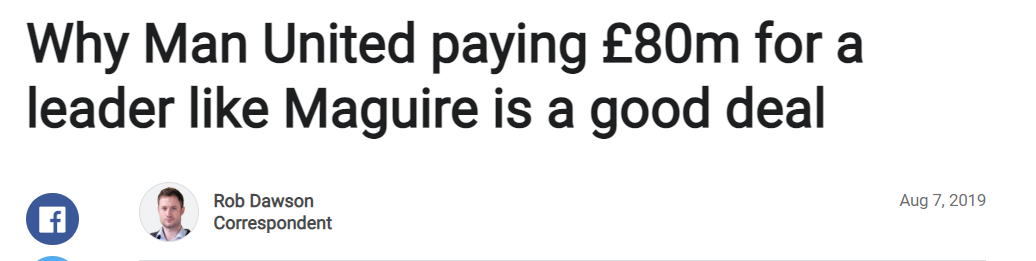 Why Man United paying £80m for a
leader like Maguire is a good deal
Rob Dawson
Correspondent
Aug 7, 2019